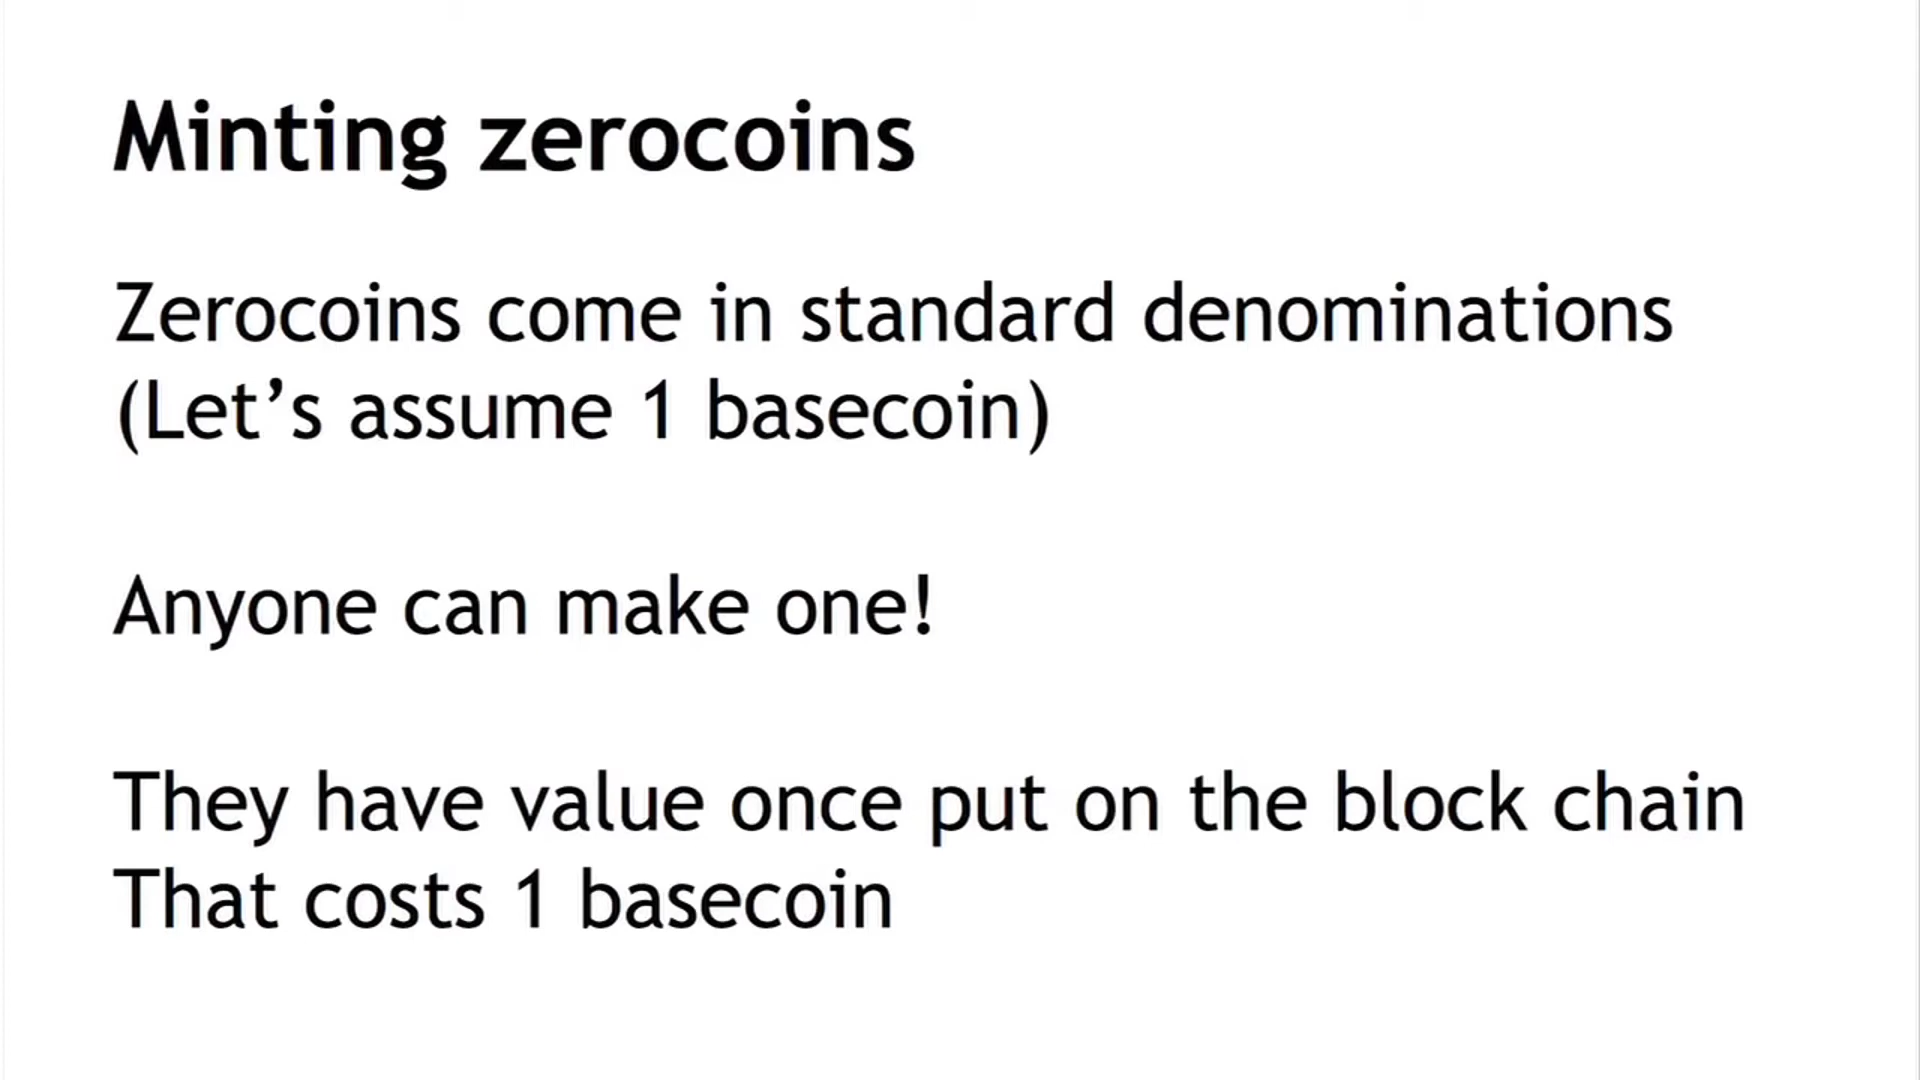 Minting zerocoins
Zerocoins come in standard denominations
(Let’s assume 1 basecoin)
Anyone can make one!
They have value once put on the block chain
That costs 1 basecoin